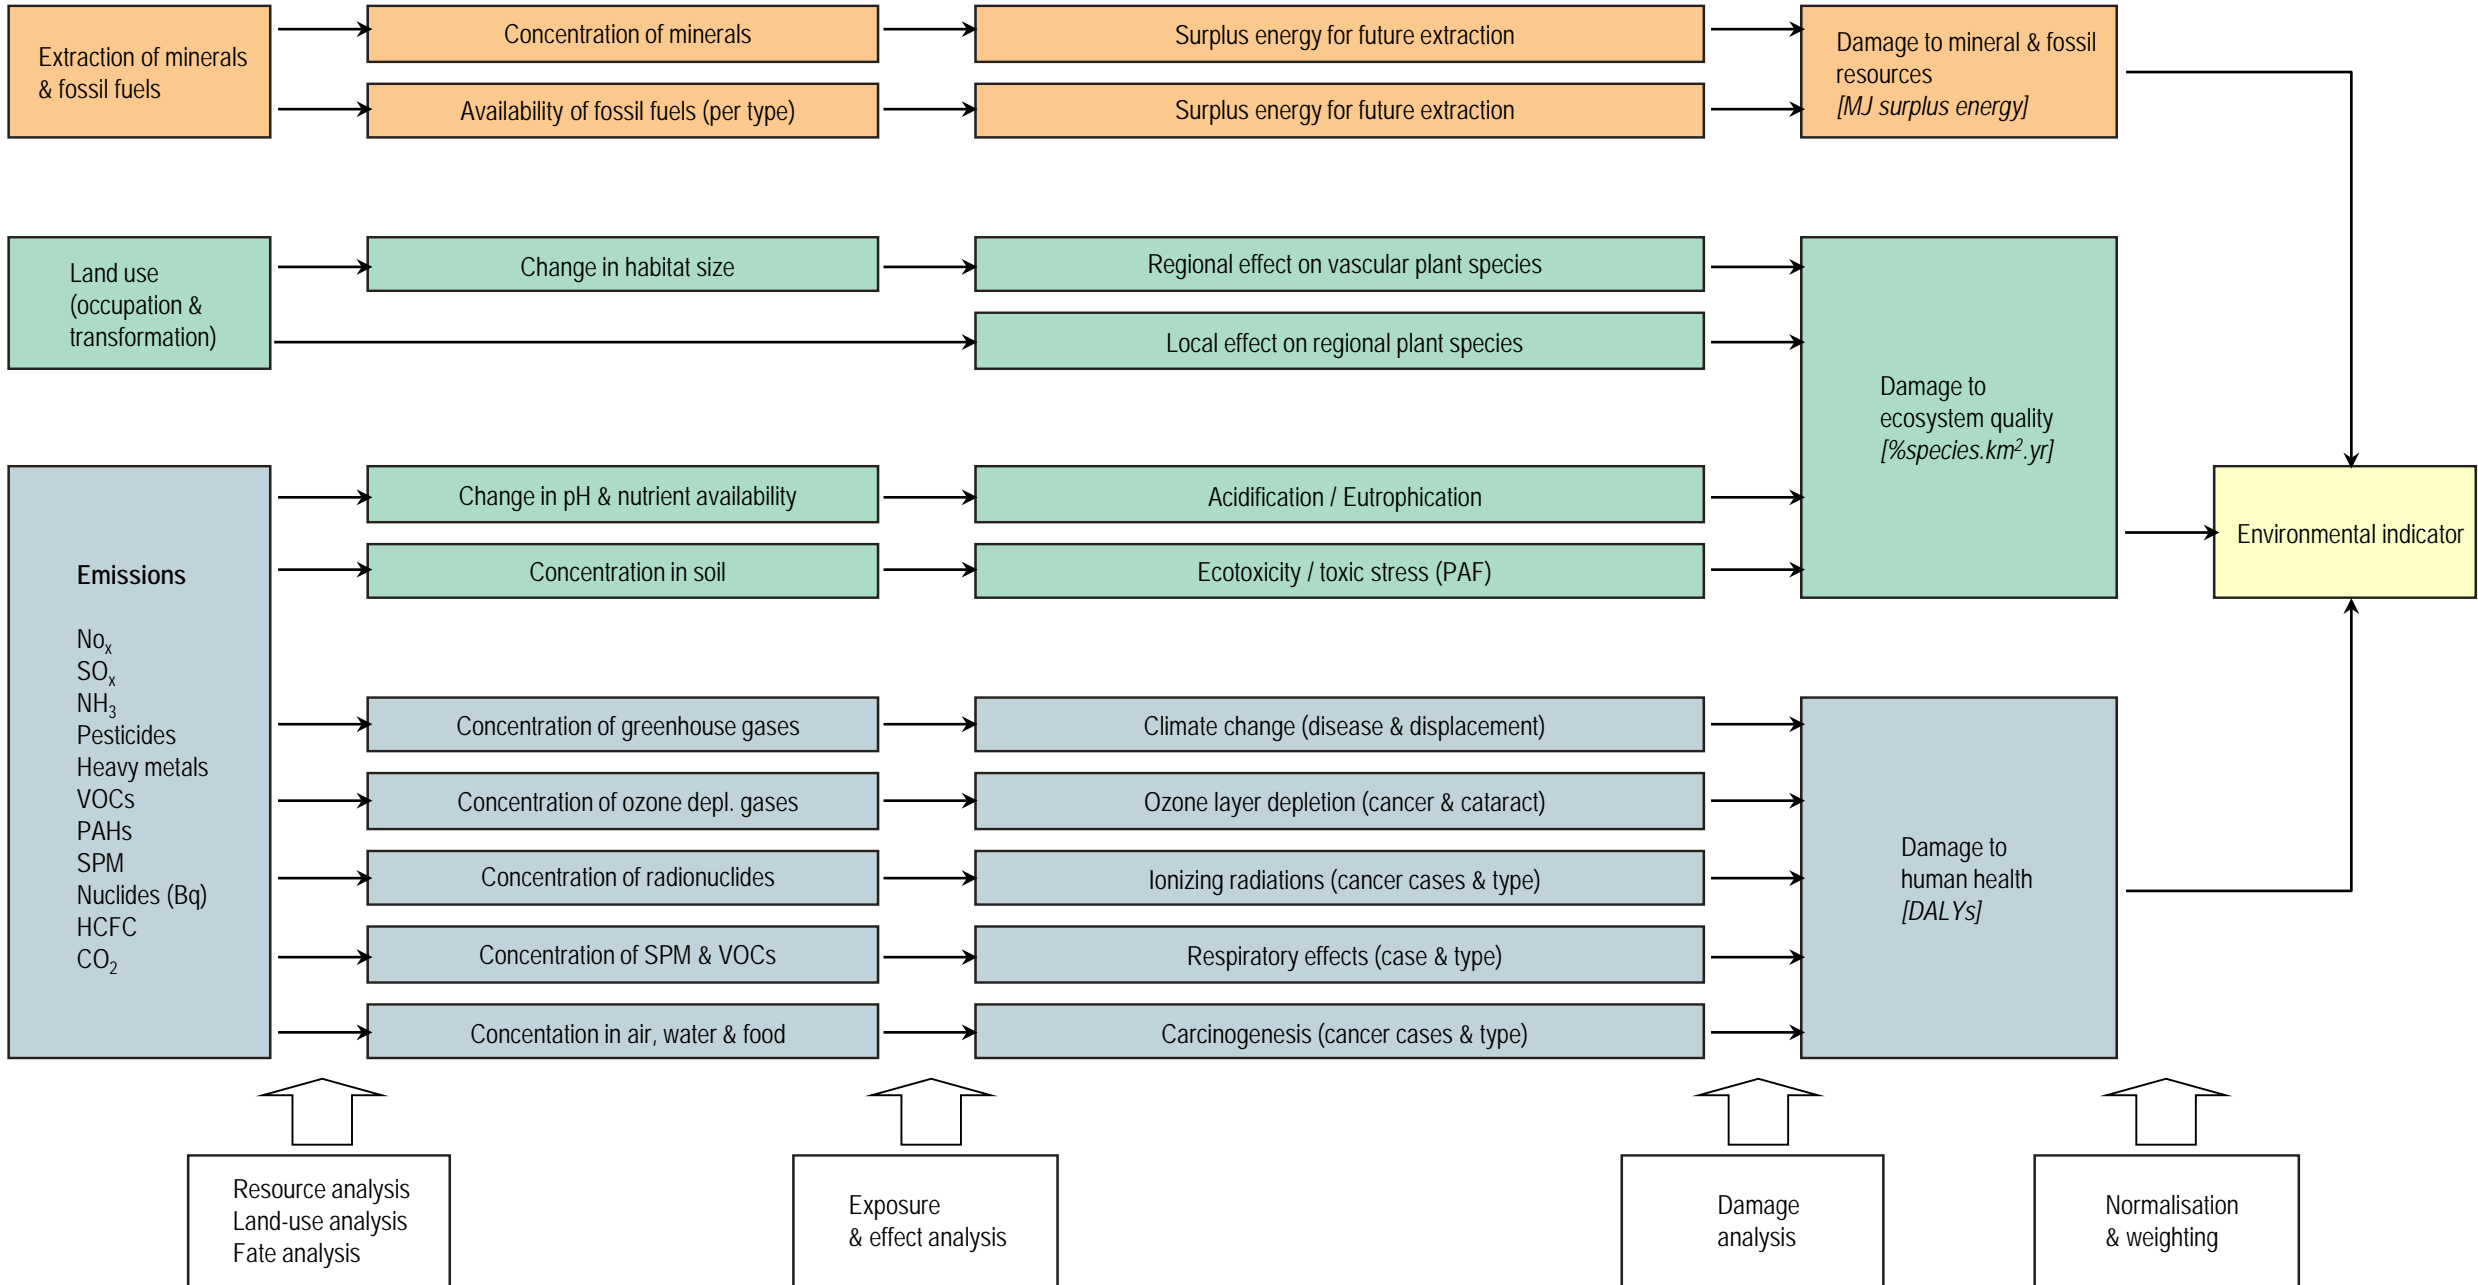 Extraction of minerals
& fossil fuels
Concentration of minerals
Surplus energy for future extraction
Availability of fossil fuels (per type)
Surplus energy for future extraction
Damage to mineral & fossil
resources
[MJ surplus energy]
Land use
(occupation &
transformation)
Change in habitat size
Regional effect on vascular plant species
Local effect on regional plant species
Damage to
ecosystem quality
[%species.km².yr]
Emissions
Noₓ
SOₓ
NH₃
Pesticides
Heavy metals
VOCs
PAHs
SPM
Nuclides (Bq)
HCFC
CO₂
Change in pH & nutrient availability
Acidification / Eutrophication
Concentration in soil
Ecotoxicity / toxic stress (PAF)
Environmental indicator
Concentration of greenhouse gases
Climate change (disease & displacement)
Concentration of ozone depl. gases
Ozone layer depletion (cancer & cataract)
Concentration of radionuclides
Ionizing radiations (cancer cases & type)
Concentration of SPM & VOCs
Respiratory effects (case & type)
Concentation in air, water & food
Carcinogenesis (cancer cases & type)
Damage to
human health
[DALYs]
Resource analysis
Land-use analysis
Fate analysis
Exposure
& effect analysis
Damage
analysis
Normalisation
& weighting